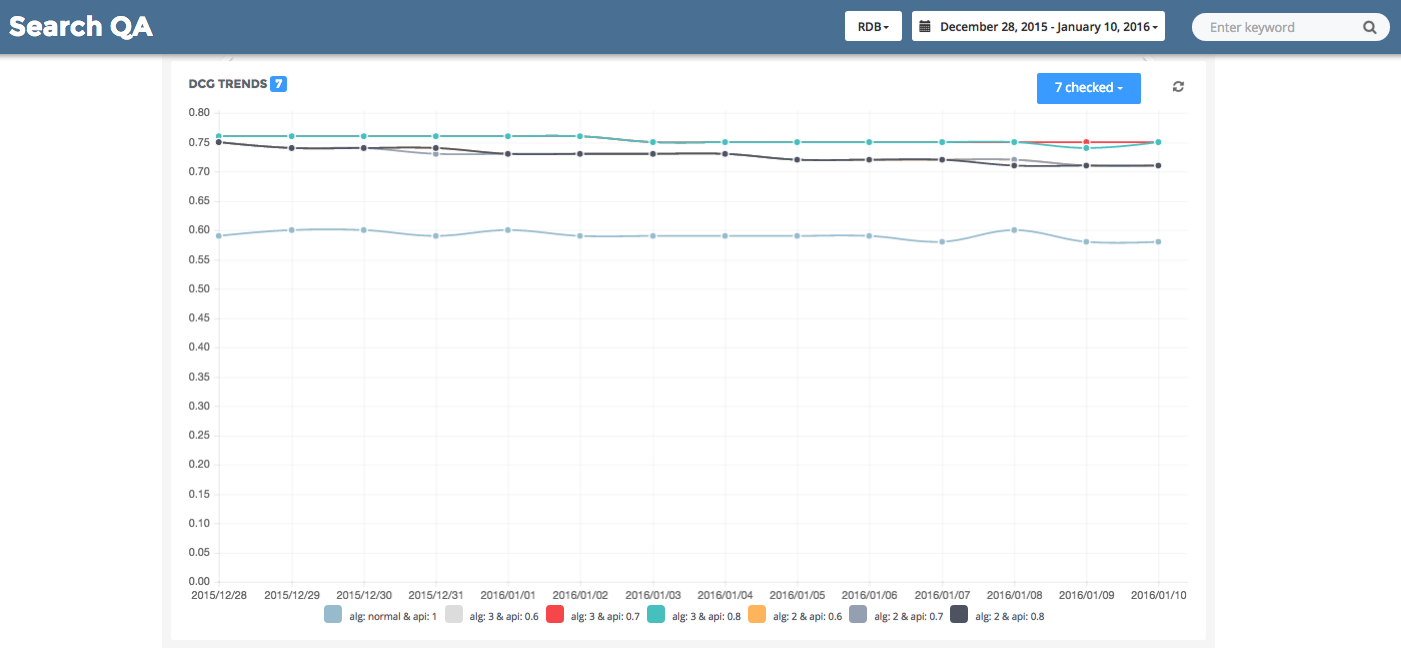 Search QA
RDB
December 28, 2015 - January 10, 2016
Enter keyword
DCG TRENDS 7
7 checked
0.80
0.75
0.70
0.65
0.60
0.55
0.50
0.45
0.40
0.35
0.30
0.25
0.20
0.15
0.10
0.05
0.00
2015/12/28 2015/12/29 2015/12/30 2015/12/31 2016/01/01 2016/01/02 2016/01/03 2016/01/04 2016/01/05 2016/01/06 2016/01/07 2016/01/08 2016/01/09 2016/01/10
alg: normal & api: 1 alg: 3 & api: 0.6 alg: 3 & api: 0.7 alg: 3 & api: 0.8 alg: 2 & api: 0.6 alg: 2 & api: 0.7 alg: 2 & api: 0.8